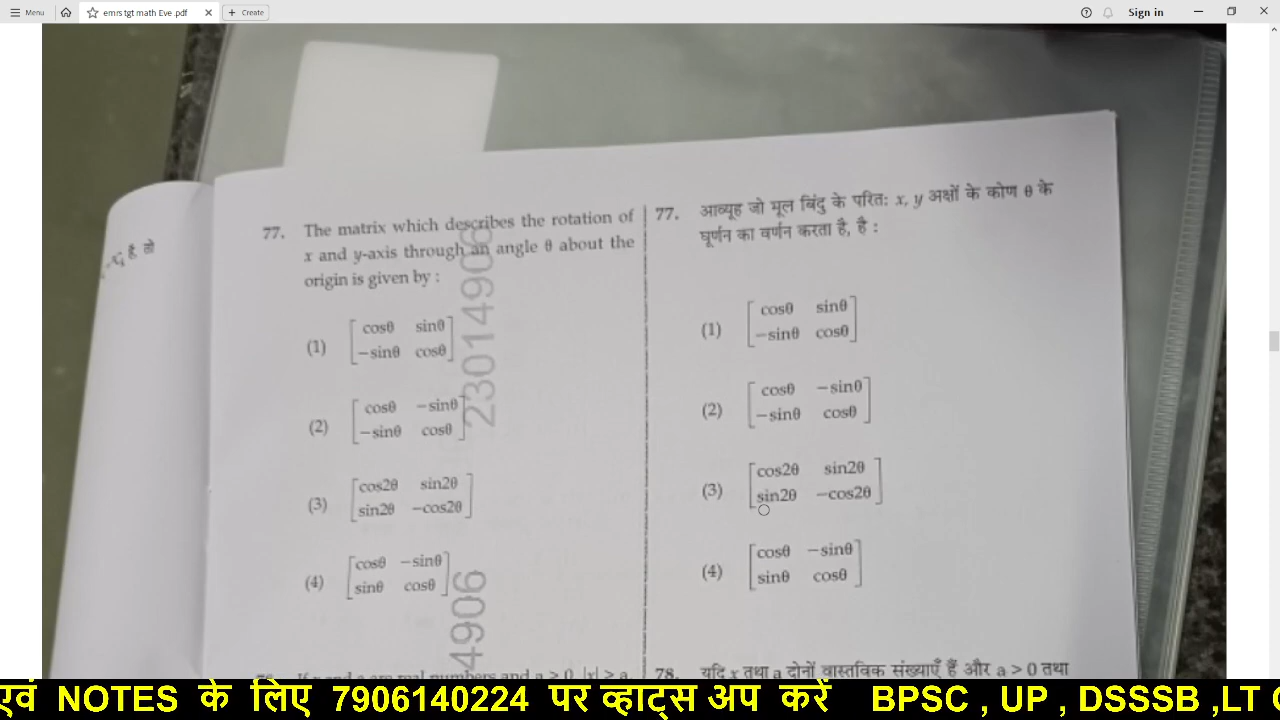 Menu
emrs tgt math Eve .pdf
+ Create
Sign in
77. The matrix which describes the rotation of
x and y-axis through an angle θ about the
origin is given by :
(1) [cosθ sinθ
−sinθ cosθ]
(2) [cosθ −sinθ
−sinθ cosθ]
(3) [cos2θ sin2θ
sin2θ −cos2θ]
(4) [cosθ −sinθ
sinθ cosθ]
23014906
4906
77. आव्यूह जो मूल बिंदु के परितः x, y अक्षों के कोण θ के
घूर्णन का वर्णन करता है, है :
(1) [cosθ sinθ
−sinθ cosθ]
(2) [cosθ −sinθ
−sinθ cosθ]
(3) [cos2θ sin2θ
sin2θ −cos2θ]
(4) [cosθ −sinθ
sinθ cosθ]
78. यदि x तथा a दोनों वास्तविक संख्याएँ हैं और a > 0 तथा
एवं NOTES के लिए 7906140224 पर व्हाट्स अप करें BPSC , UP , DSSSB ,LT